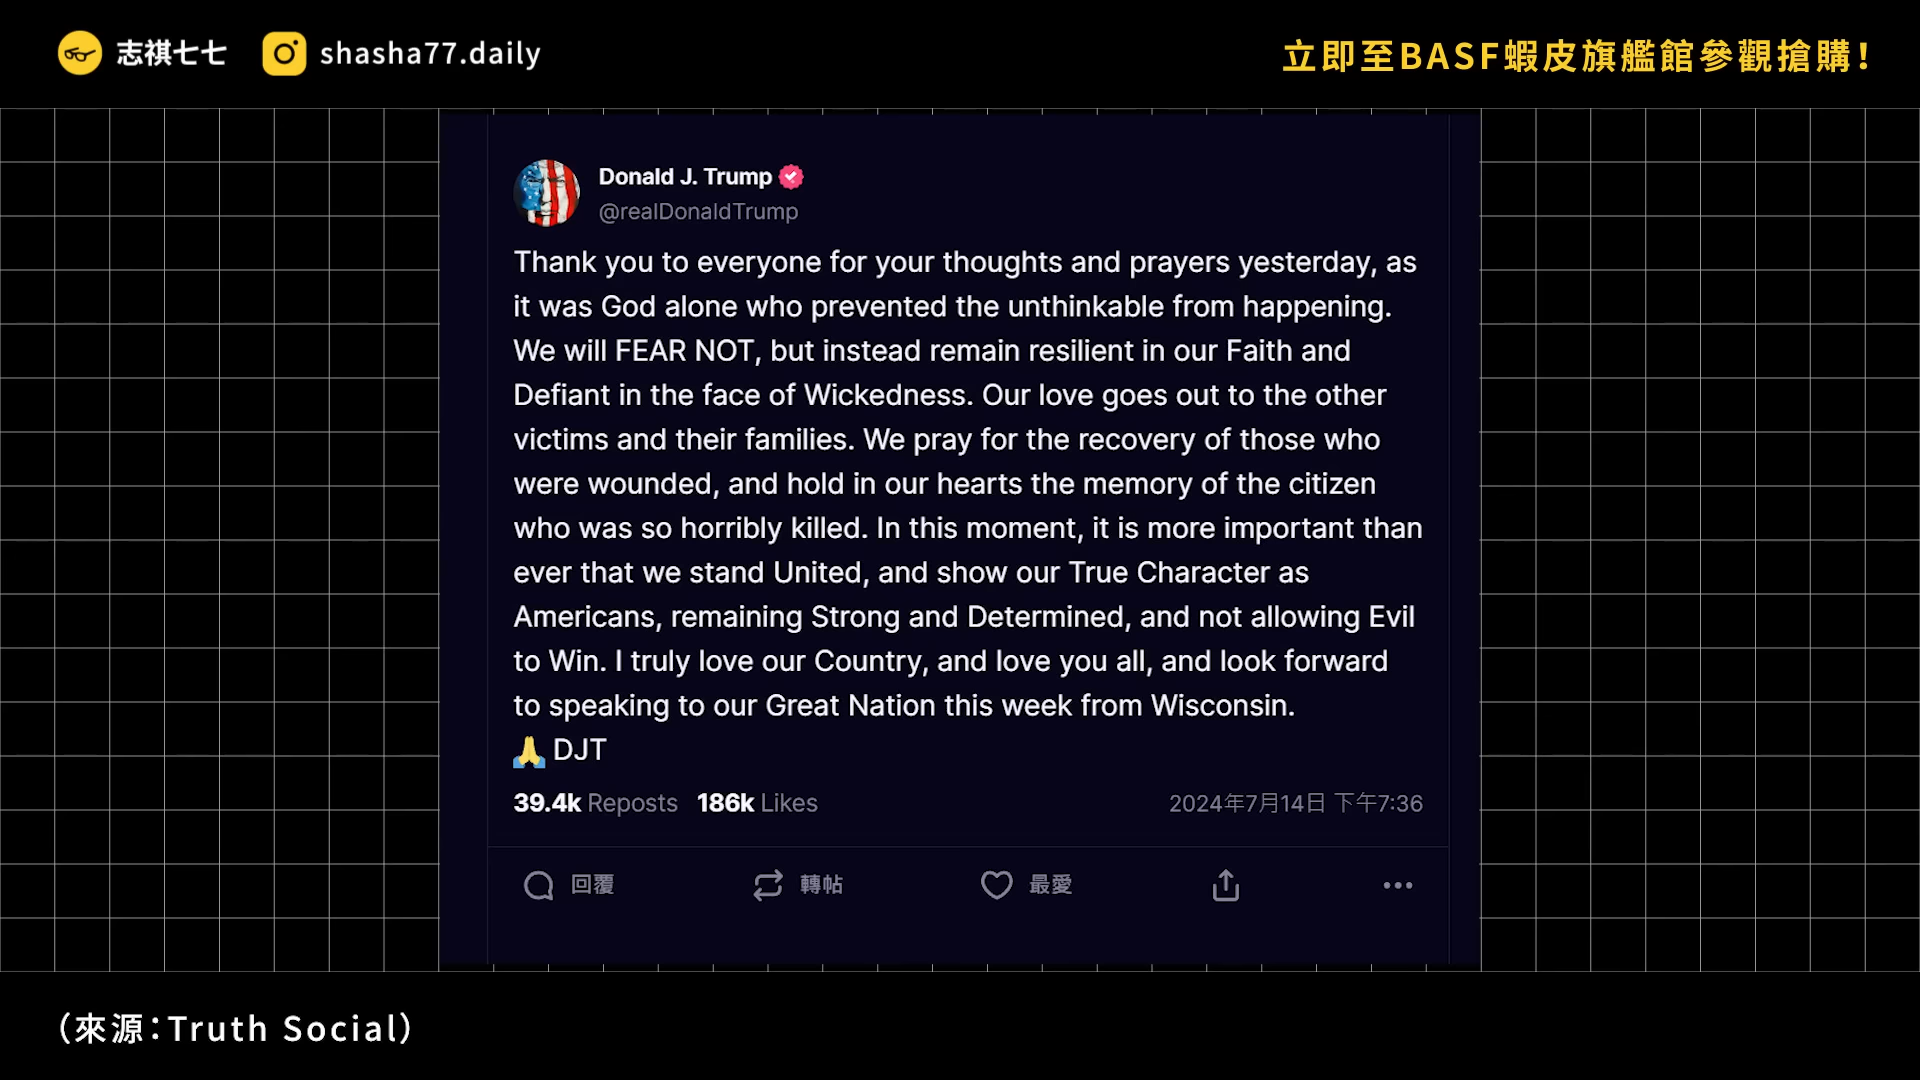 志祺七七 shasha77.daily 立即至BASF蝦皮旗艦館參觀搶購!
Donald J. Trump
@realDonaldTrump
Thank you to everyone for your thoughts and prayers yesterday, as
it was God alone who prevented the unthinkable from happening.
We will FEAR NOT, but instead remain resilient in our Faith and
Defiant in the face of Wickedness. Our love goes out to the other
victims and their families. We pray for the recovery of those who
were wounded, and hold in our hearts the memory of the citizen
who was so horribly killed. In this moment, it is more important than
ever that we stand United, and show our True Character as
Americans, remaining Strong and Determined, and not allowing Evil
to Win. I truly love our Country, and love you all, and look forward
to speaking to our Great Nation this week from Wisconsin.
🙏 DJT
39.4k Reposts 186k Likes 2024年7月14日 下午7:36
回覆 轉帖 最愛
（來源：Truth Social）